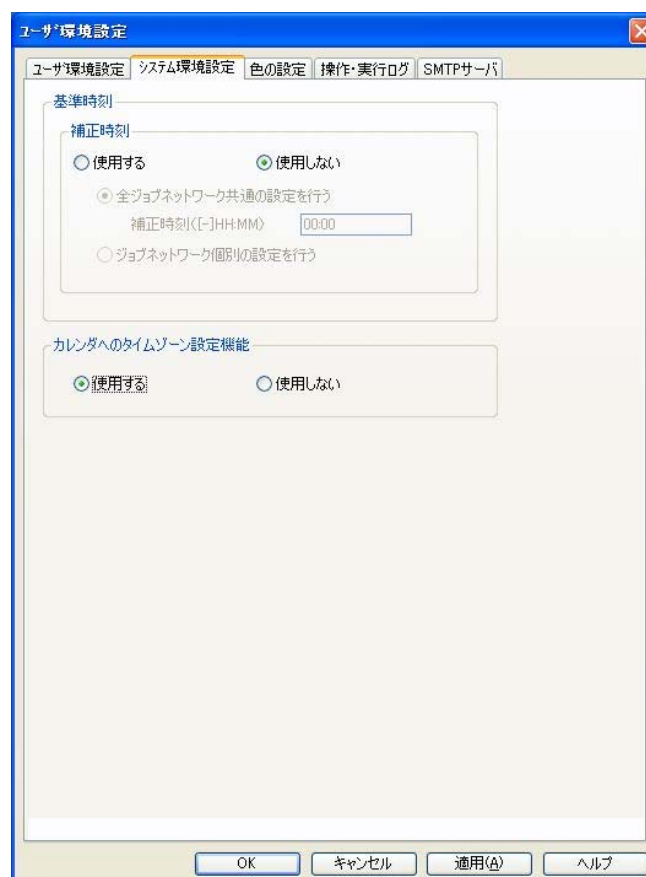 ユーザ環境設定
ユーザ環境設定 システム環境設定 色の設定 操作・実行ログ SMTPサーバ
基準時刻
補正時刻
使用する 使用しない
全ジョブネットワーク共通の設定を行う
補正時刻([-]HH:MM) 00:00
ジョブネットワーク個別の設定を行う
カレンダへのタイムゾーン設定機能
使用する 使用しない
OK キャンセル 適用(A) ヘルプ